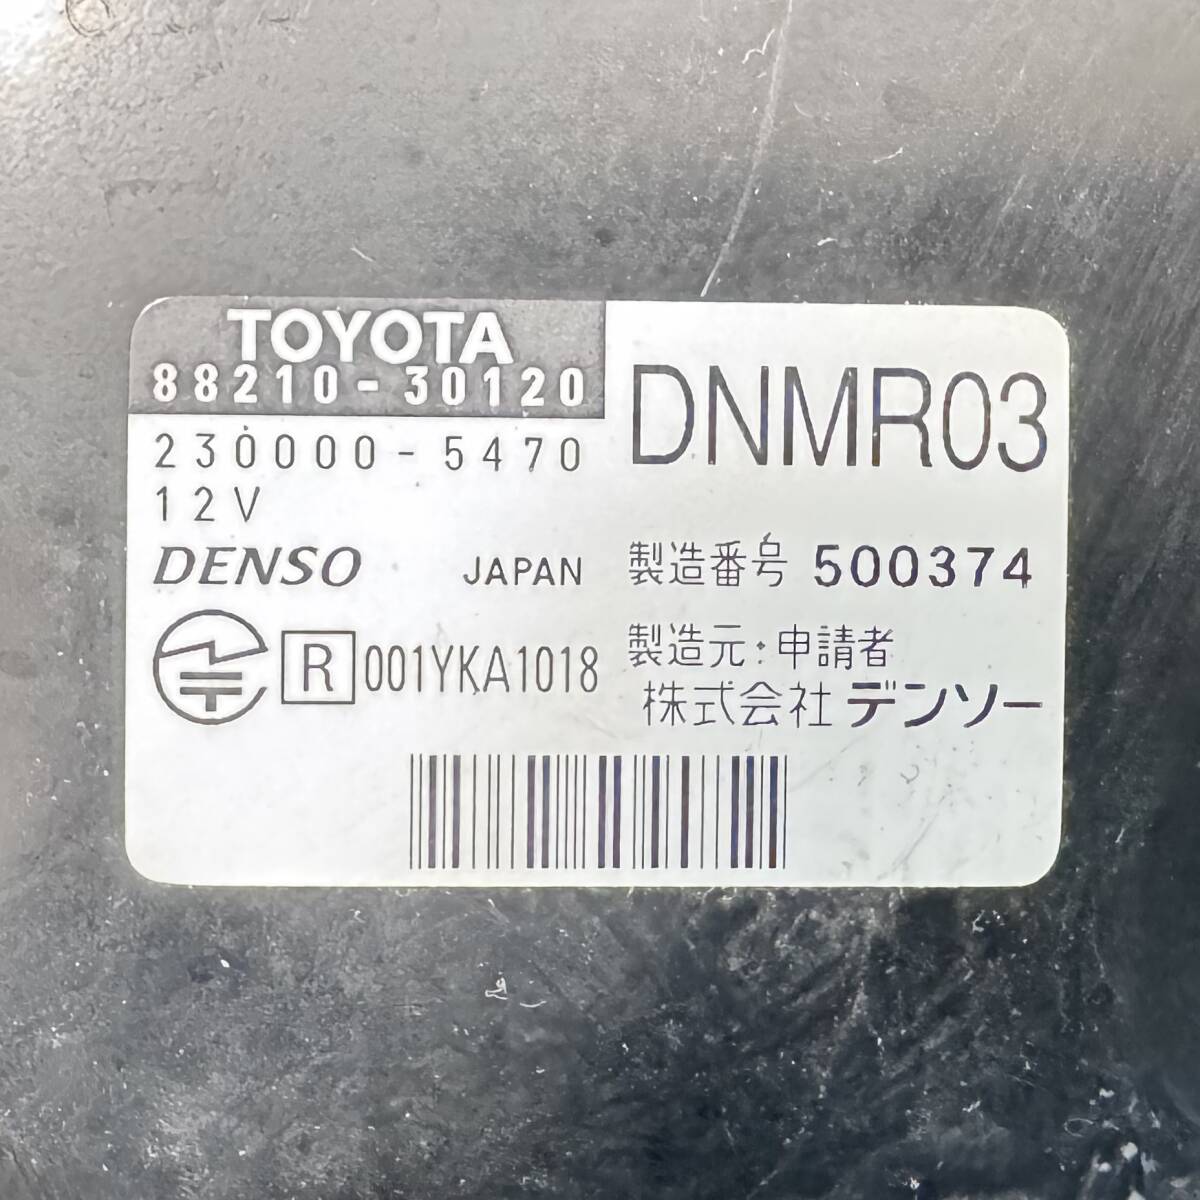 TOYOTA
88210-30120
230000-5470
12V
DENSO JAPAN
R 001YKA1018
DNMR03
製造番号 500374
製造元:申請者
株式会社 デンソー